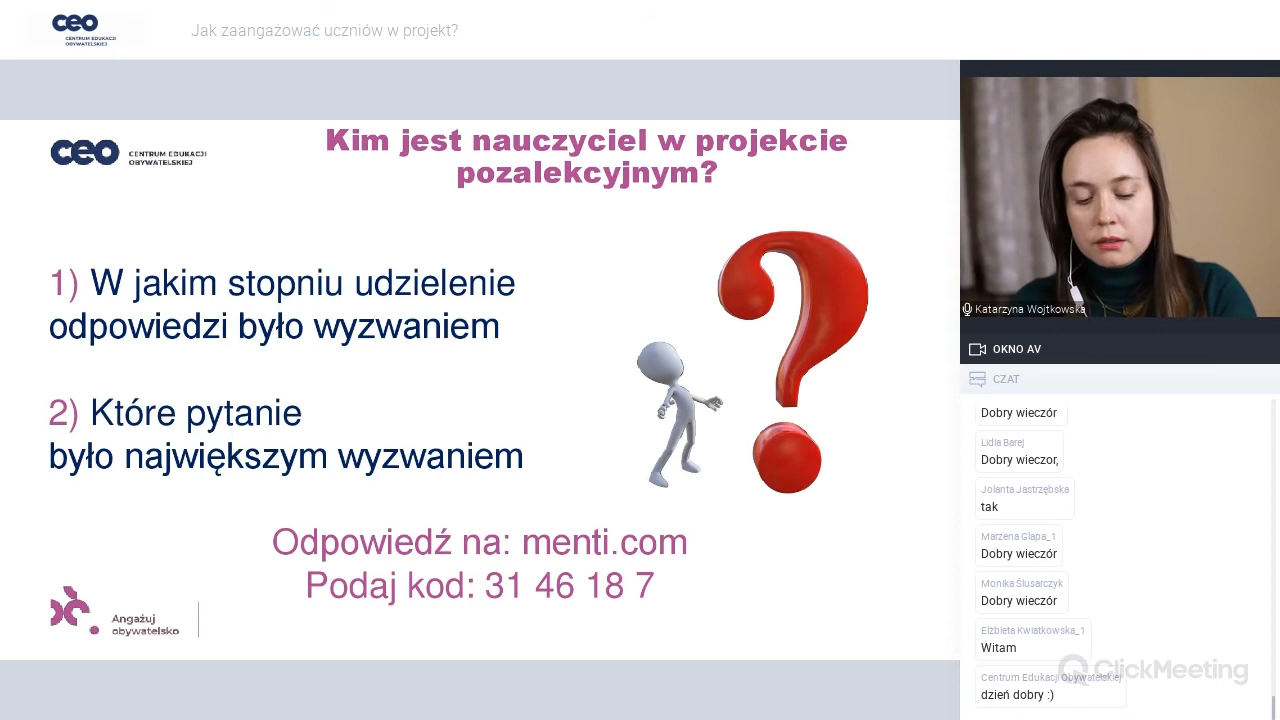 ceo
CENTRUM EDUKACJI
OBYWATELSKIEJ
Jak zaangażować uczniów w projekt?
ceo
CENTRUM EDUKACJI
OBYWATELSKIEJ
Kim jest nauczyciel w projekcie
pozalekcyjnym?
1) W jakim stopniu udzielenie
odpowiedzi było wyzwaniem
2) Które pytanie
było największym wyzwaniem
Odpowiedź na: menti.com
Podaj kod: 31 46 18 7
Angażuj
obywatelsko
Katarzyna Wojtkowska
OKNO AV
CZAT
Dobry wieczór
Lidia Barej
Dobry wieczor,
Jolanta Jastrzębska
tak
Marzena Glapa_1
Dobry wieczór
Monika Ślusarczyk
Dobry wieczór
Elżbieta Kwiatkowska_1
Witam
Centrum Edukacji Obywatelskiej
dzień dobry :)
ClickMeeting